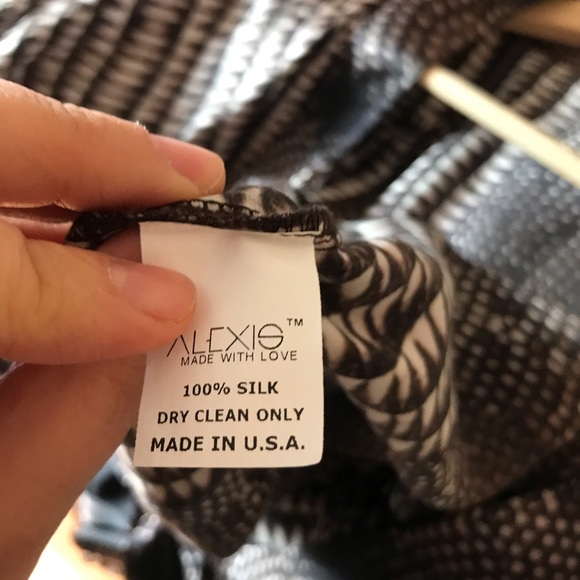 ALEXIS™
MADE WITH LOVE
100% SILK
DRY CLEAN ONLY
MADE IN U.S.A.